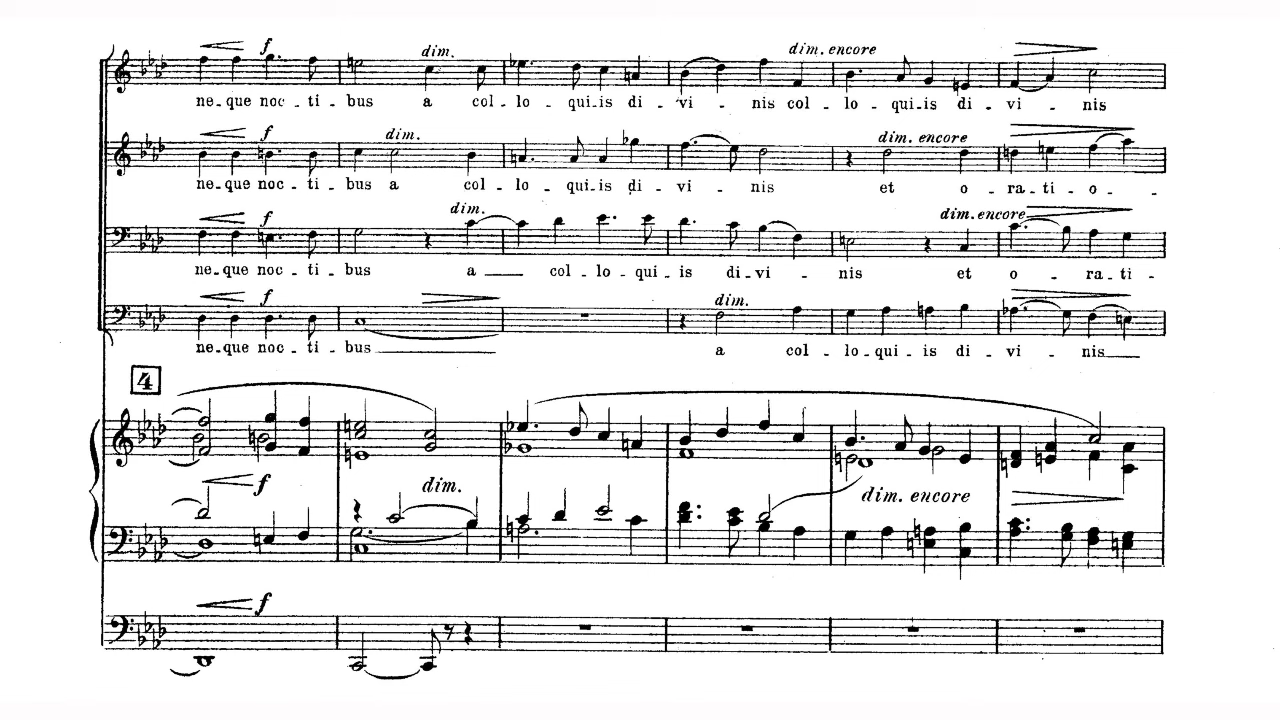 f dim. dim. encore
ne-que noc - ti - bus a col - lo - qui-is di - vi - nis col - lo - qui-is di - vi - nis
f dim. dim. encore
ne-que noc - ti - bus a col - lo - qui-is di - vi - nis et o - ra-ti - o -
f dim. dim. encore
ne-que noc - ti - bus a col - lo - qui - is di-vi - nis et o - ra-ti -
f dim.
ne-que noc - ti - bus a col - lo - qui - is di - vi - nis
4
f dim. dim. encore
f